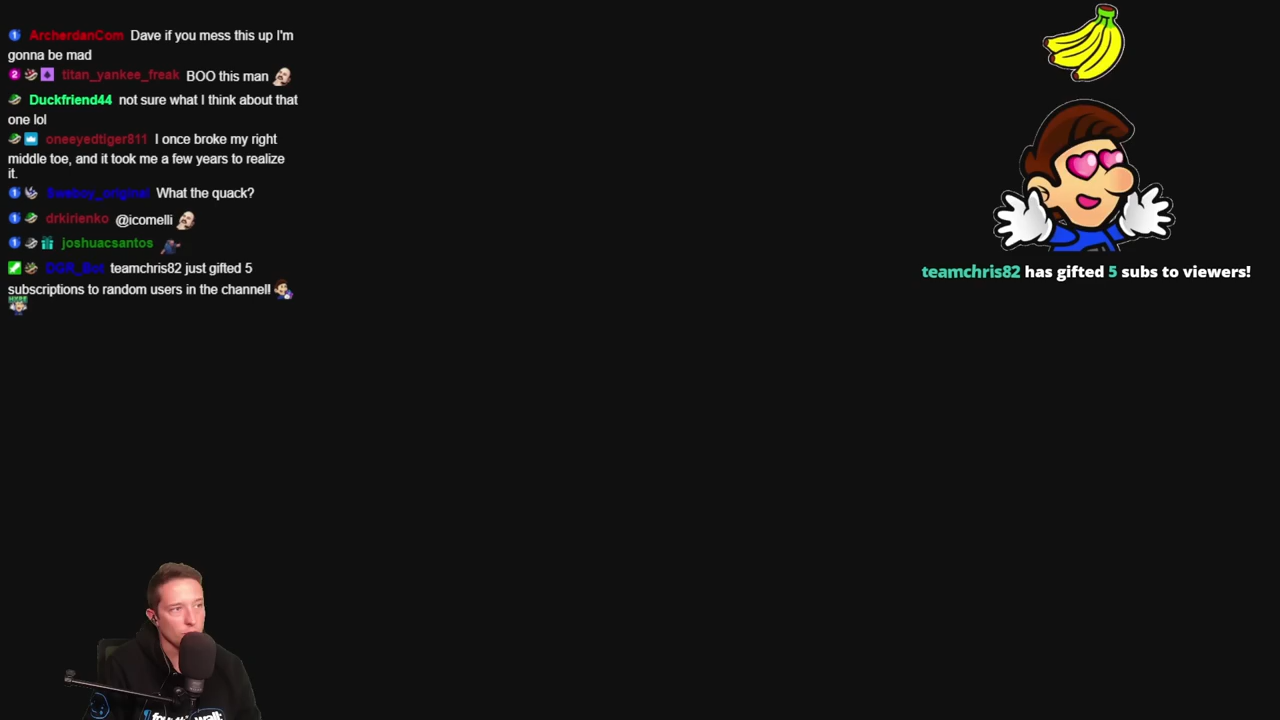 ArcherdanCom Dave if you mess this up I'm
gonna be mad
titan_yankee_freak BOO this man
Duckfriend44 not sure what I think about that
one lol
oneeyedtiger811 I once broke my right
middle toe, and it took me a few years to realize
it.
Sweboy_original What the quack?
drkirienko @icomelli
joshuacsantos
DGR_Bot teamchris82 just gifted 5
subscriptions to random users in the channel!
HYPE
teamchris82 has gifted 5 subs to viewers!